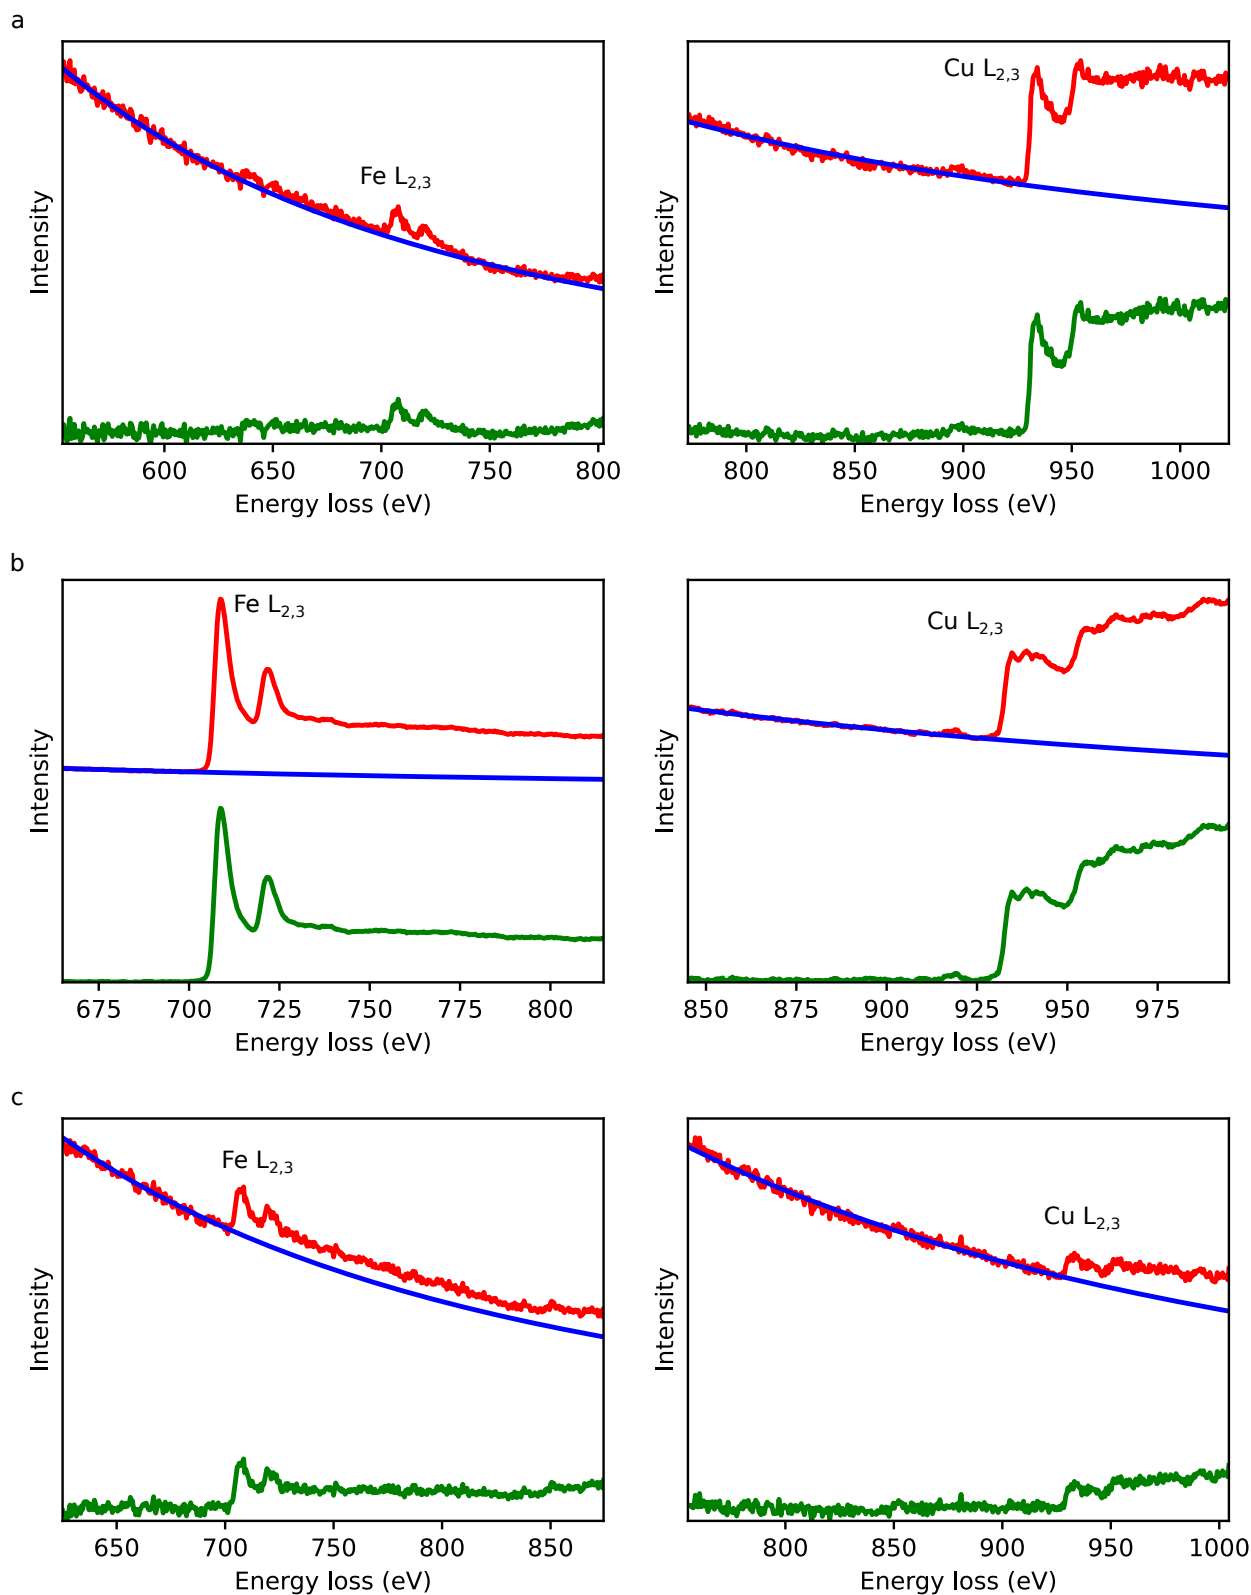 a
Fe L2,3
Intensity
600 650 700 750 800
Energy loss (eV)
Cu L2,3
Intensity
800 850 900 950 1000
Energy loss (eV)
b
Fe L2,3
Intensity
675 700 725 750 775 800
Energy loss (eV)
Cu L2,3
Intensity
850 875 900 925 950 975
Energy loss (eV)
c
Fe L2,3
Intensity
650 700 750 800 850
Energy loss (eV)
Cu L2,3
Intensity
800 850 900 950 1000
Energy loss (eV)